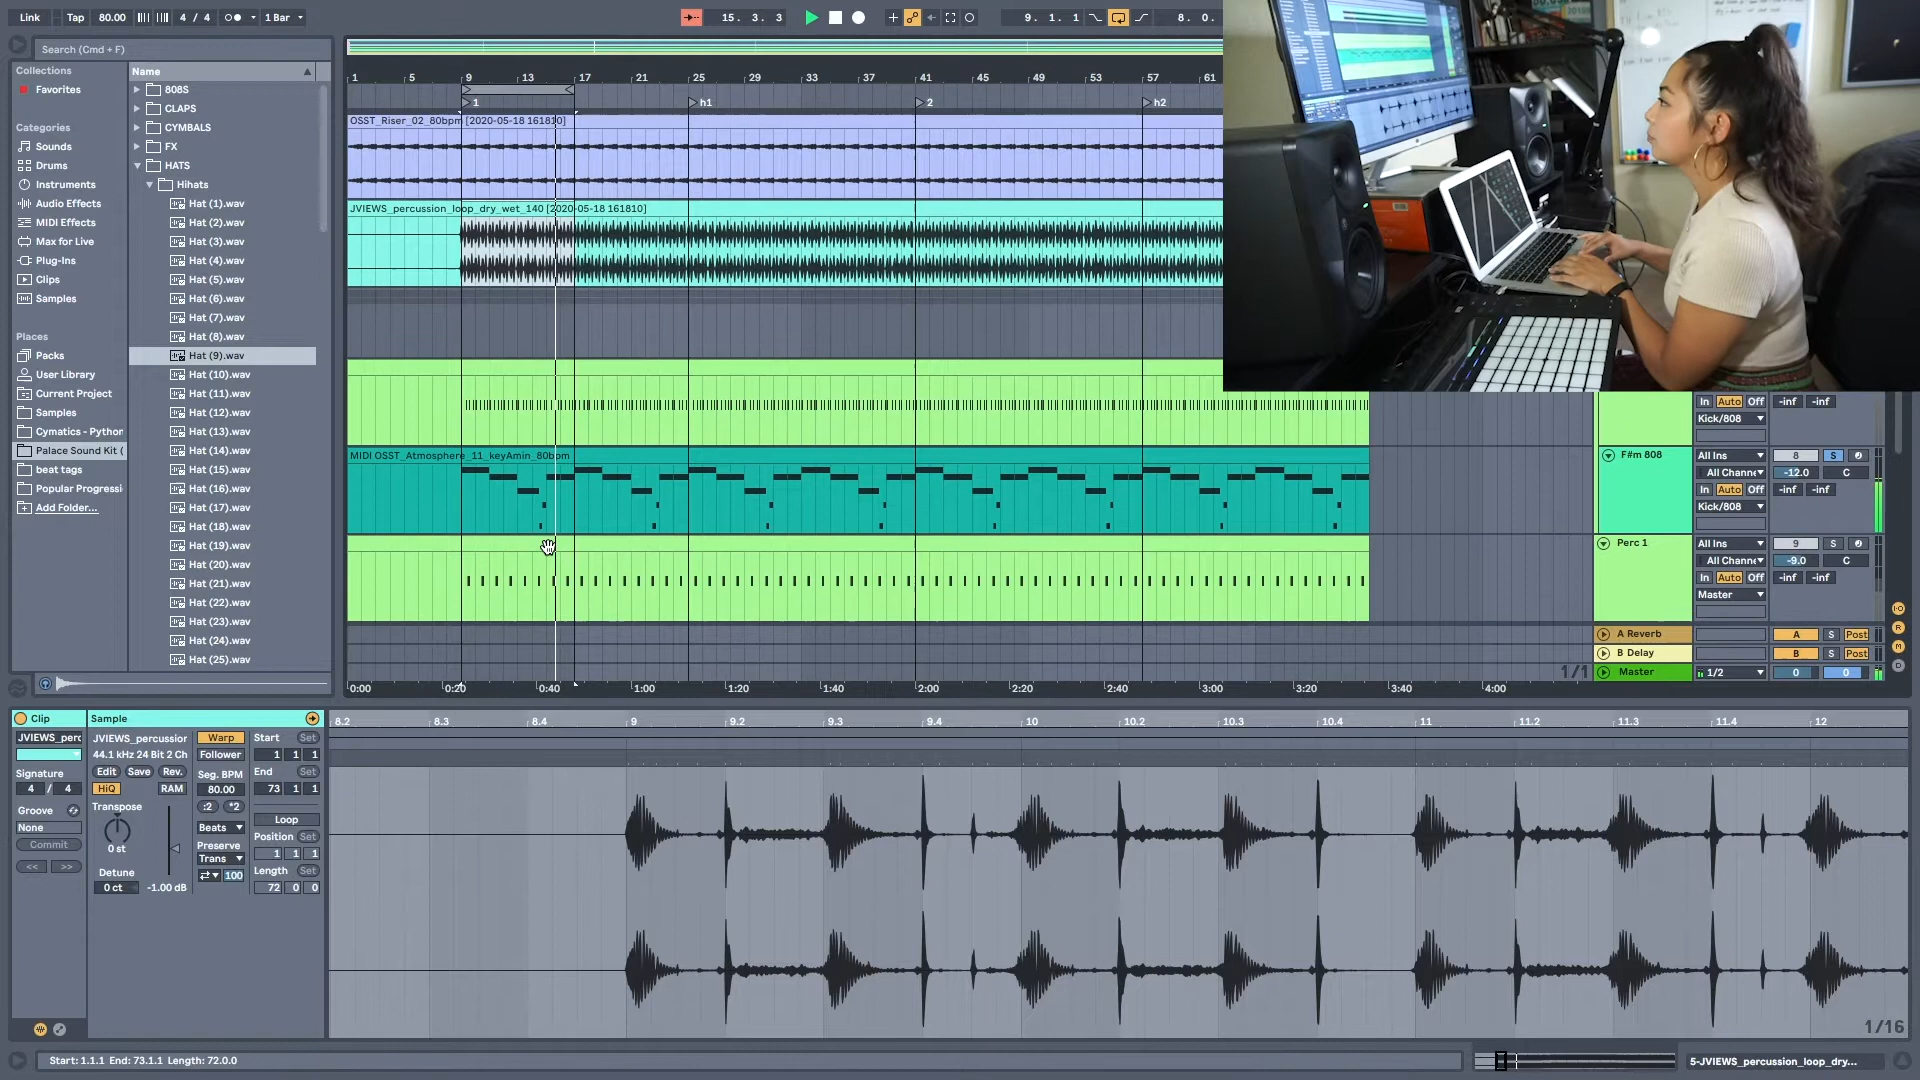 Link Tap 80.00 4 / 4 1 Bar 15. 3. 3 9. 1. 1 8. 0.
Search (Cmd + F)
Collections
Favorites
Categories
Sounds
Drums
Instruments
Audio Effects
MIDI Effects
Max for Live
Plug-Ins
Clips
Samples
Places
Packs
User Library
Current Project
Samples
Cymatics - Python
Palace Sound Kit (
beat tags
Popular Progressi
Add Folder...
Name
808S
CLAPS
CYMBALS
FX
HATS
Hihats
Hat (1).wav
Hat (2).wav
Hat (3).wav
Hat (4).wav
Hat (5).wav
Hat (6).wav
Hat (7).wav
Hat (8).wav
Hat (9).wav
Hat (10).wav
Hat (11).wav
Hat (12).wav
Hat (13).wav
Hat (14).wav
Hat (15).wav
Hat (16).wav
Hat (17).wav
Hat (18).wav
Hat (19).wav
Hat (20).wav
Hat (21).wav
Hat (22).wav
Hat (23).wav
Hat (24).wav
Hat (25).wav
1 5 9 13 17 21 25 29 33 37 41 45 49 53 57 61
1 h1 2 h2
OSST_Riser_02_80bpm [2020-05-18 161810]
JVIEWS_percussion_loop_dry_wet_140 [2020-05-18 161810]
MIDI OSST_Atmosphere_11_keyAmin_80bpm
In Auto Off -inf -inf
Kick/808
F#m 808 All Ins 8 S
All Channe -12.0 C
In Auto Off -inf -inf
Kick/808
Perc 1 All Ins 9 S
All Channe -9.0 C
In Auto Off -inf -inf
Master
A Reverb A S Post
B Delay B S Post
1/1 Master 1/2 0 0
0:00 0:20 0:40 1:00 1:20 1:40 2:00 2:20 2:40 3:00 3:20 3:40 4:00
I·O
R
M
D
Clip
JVIEWS_perc
Signature
4 / 4
Groove
None
Commit
<< >>
Sample
JVIEWS_percussior
44.1 kHz 24 Bit 2 Ch
Edit Save Rev.
HiQ RAM
Transpose
0 st
Detune
0 ct -1.00 dB
Warp
Follower
Seg. BPM
80.00
:2 *2
Beats
Preserve
Trans
100
Start Set
1 1 1
End Set
73 1 1
Loop
Position Set
1 1 1
Length Set
72 0 0
8.2 8.3 8.4 9 9.2 9.3 9.4 10 10.2 10.3 10.4 11 11.2 11.3 11.4 12
1/16
Start: 1.1.1 End: 73.1.1 Length: 72.0.0
5-JVIEWS_percussion_loop_dry...